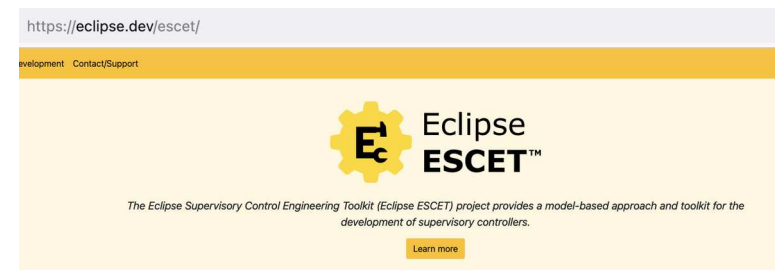 https://eclipse.dev/escet/
evelopment Contact/Support
Eclipse
ESCET™
The Eclipse Supervisory Control Engineering Toolkit (Eclipse ESCET) project provides a model-based approach and toolkit for the
development of supervisory controllers.
Learn more